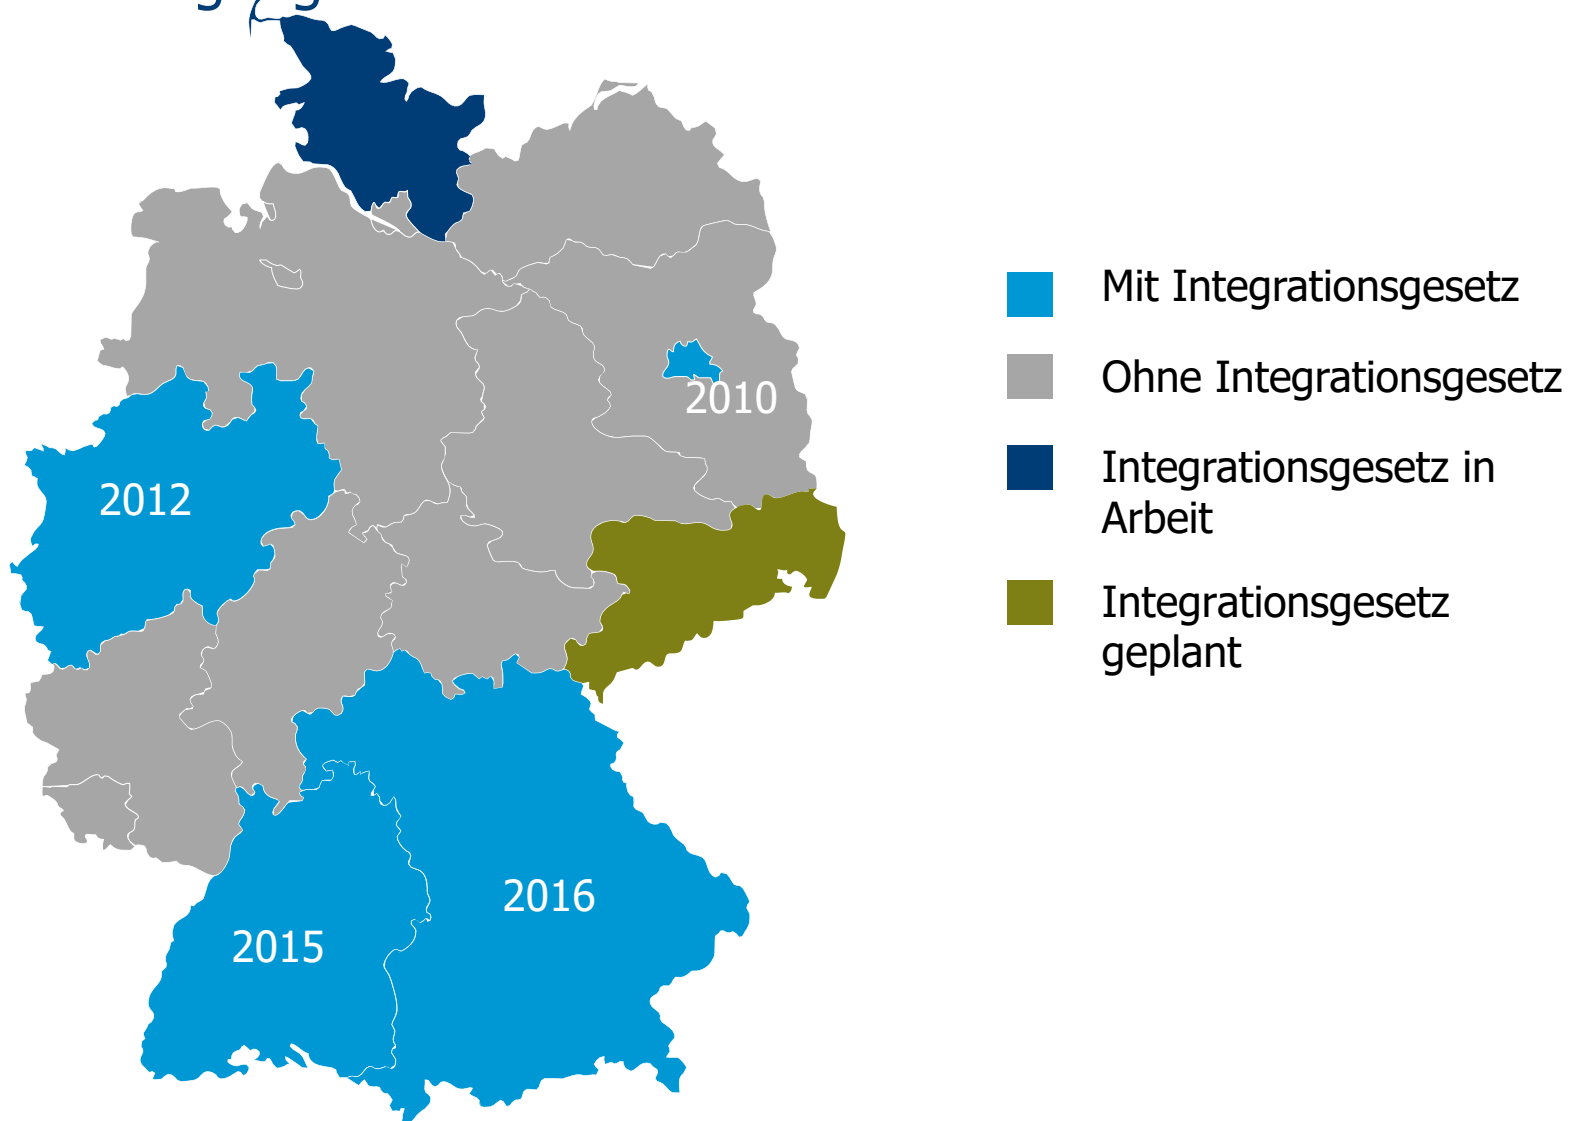 2010
2012
2016
2015
Mit Integrationsgesetz
Ohne Integrationsgesetz
Integrationsgesetz in
Arbeit
Integrationsgesetz
geplant